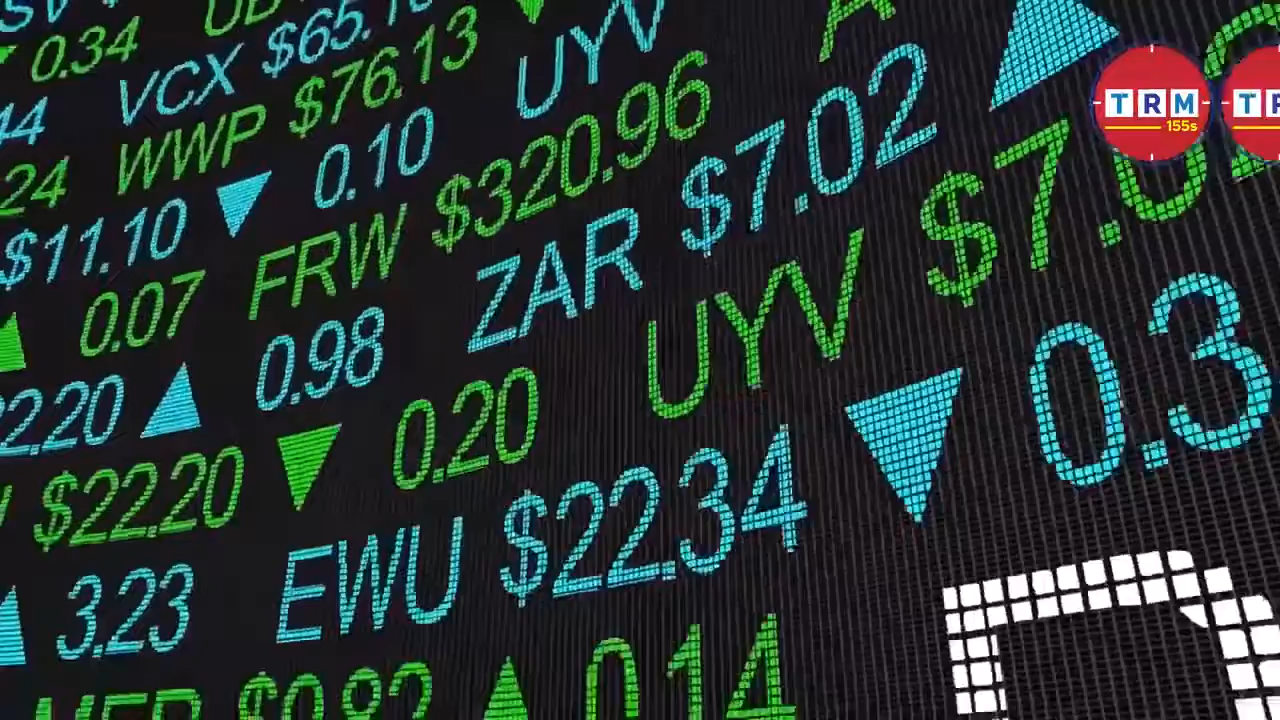 0.34
VCX $65.1
24 WWP $76.13 ▼
$11.10 ▼ 0.10 UYV
▲ 0.07 FRW $320.96 A
2.20 ▲ 0.98 ZAR $7.02 ▲
$22.20 ▼ 0.20 UYV $7.0
▲ 3.23 EWU $22.34 ▼ 0.3
$0.82 ▲ 0.14
TRM
155s